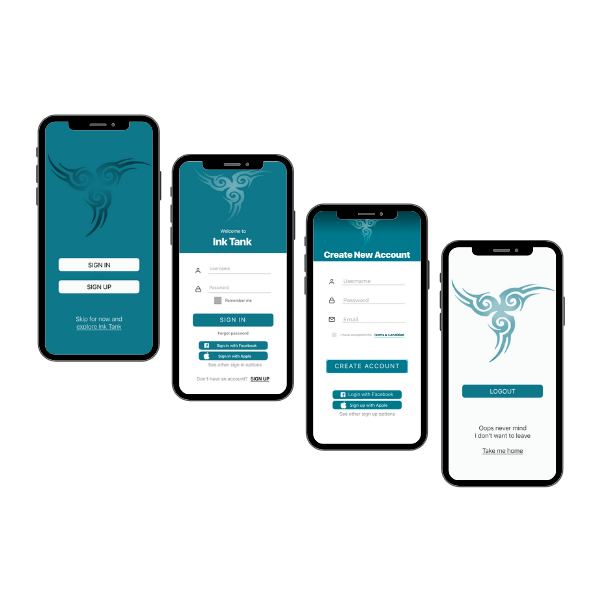 SIGN IN
SIGN UP
Skip for now and
explore Ink Tank
Welcome to
Ink Tank
username
Password
Remember me
SIGN IN
Forgot password
Sign in with Facebook
Sign in with Apple
See other sign in options
Don't have an account? SIGN UP
Create New Account
Username
Password
Email
Terms & Condition
CREATE ACCOUNT
Login with Facebook
Sign up with Apple
See other sign up options
LOGOUT
Oops never mind
I don't want to leave
Take me home